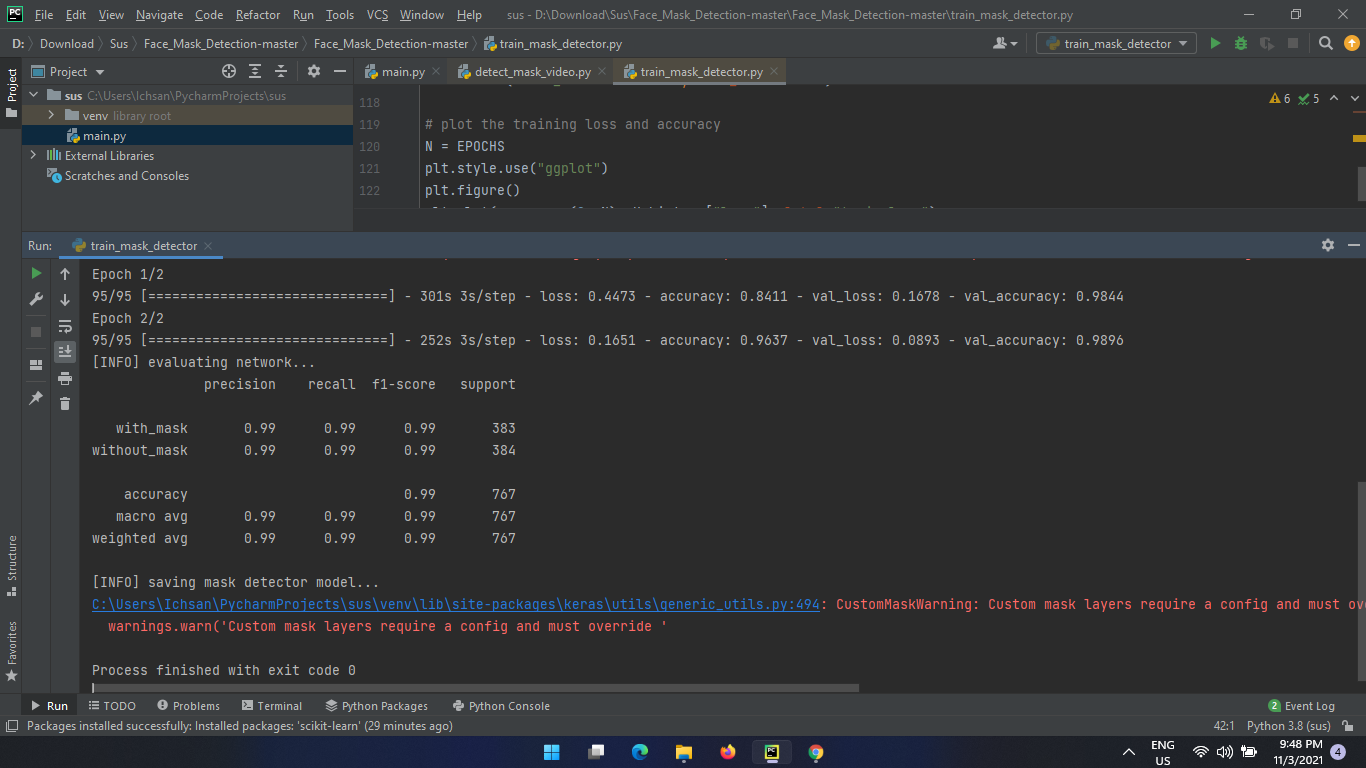 PC File Edit View Navigate Code Refactor Run Tools VCS Window Help sus - D:\Download\Sus\Face_Mask_Detection-master\Face_Mask_Detection-master\train_mask_detector.py
D: Download Sus Face_Mask_Detection-master Face_Mask_Detection-master train_mask_detector.py train_mask_detector
Project
Project main.py detect_mask_video.py train_mask_detector.py
sus C:\Users\Ichsan\PycharmProjects\sus
venv library root
main.py
External Libraries
Scratches and Consoles
6 5
118
119 # plot the training loss and accuracy
120 N = EPOCHS
121 plt.style.use("ggplot")
122 plt.figure()
Run: train_mask_detector
Epoch 1/2
95/95 [==============================] - 301s 3s/step - loss: 0.4473 - accuracy: 0.8411 - val_loss: 0.1678 - val_accuracy: 0.9844
Epoch 2/2
95/95 [==============================] - 252s 3s/step - loss: 0.1651 - accuracy: 0.9637 - val_loss: 0.0893 - val_accuracy: 0.9896
[INFO] evaluating network...
precision recall f1-score support
with_mask 0.99 0.99 0.99 383
without_mask 0.99 0.99 0.99 384
accuracy 0.99 767
macro avg 0.99 0.99 0.99 767
weighted avg 0.99 0.99 0.99 767
[INFO] saving mask detector model...
C:\Users\Ichsan\PycharmProjects\sus\venv\lib\site-packages\keras\utils\generic_utils.py:494: CustomMaskWarning: Custom mask layers require a config and must ov
warnings.warn('Custom mask layers require a config and must override '
Process finished with exit code 0
Structure
Favorites
Run TODO Problems Terminal Python Packages Python Console 2 Event Log
Packages installed successfully: Installed packages: 'scikit-learn' (29 minutes ago) 42:1 Python 3.8 (sus)
ENG
US
9:48 PM
11/3/2021
4